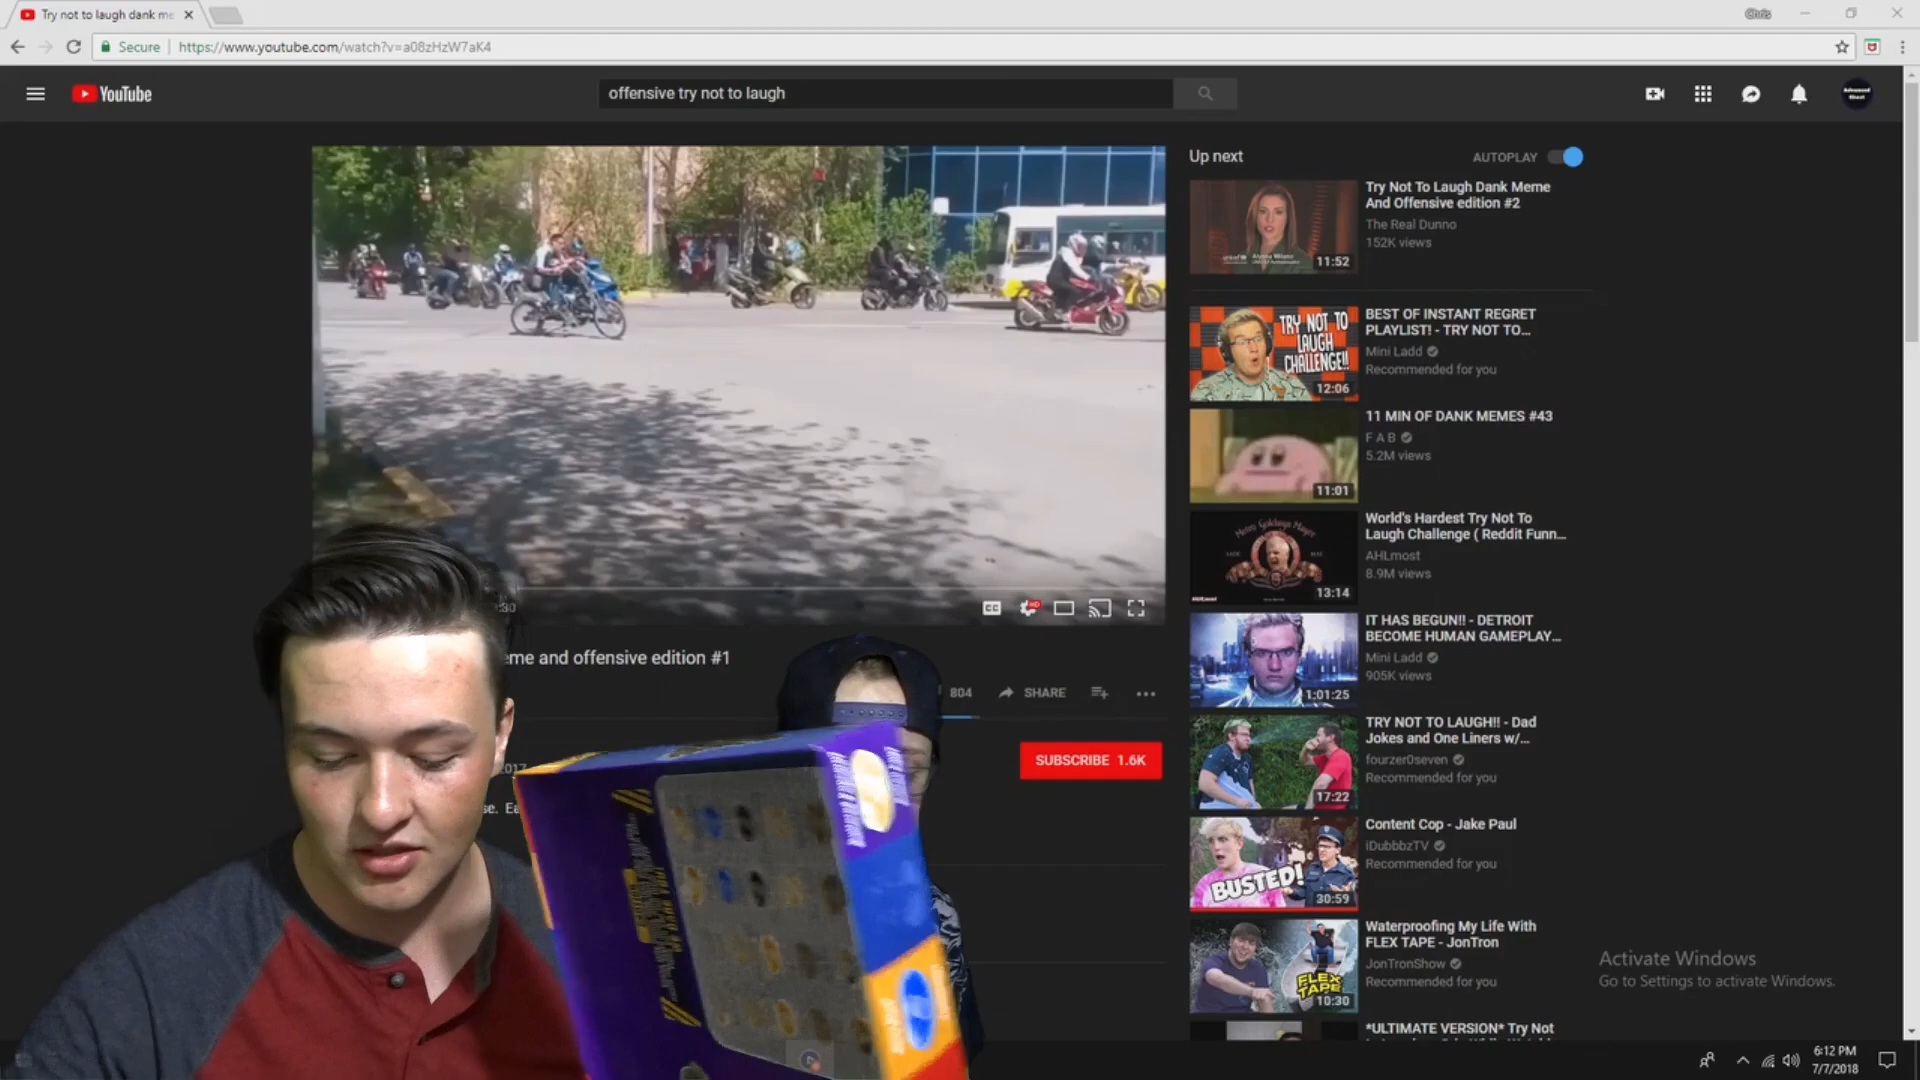 Try not to laugh dank me
Chris
Secure
https://www.youtube.com/watch?v=a08zHzW7aK4
YouTube
offensive try not to laugh
Up next
AUTOPLAY
Try Not To Laugh Dank Meme
And Offensive edition #2
The Real Dunno
152K views
11:52
BEST OF INSTANT REGRET
PLAYLIST! - TRY NOT TO...
Mini Ladd
Recommended for you
TRY NOT TO
LAUGH
CHALLENGE!!
12:06
11 MIN OF DANK MEMES #43
F A B
5.2M views
11:01
World's Hardest Try Not To
Laugh Challenge ( Reddit Funn...
AHLmost
8.9M views
13:14
IT HAS BEGUN!! - DETROIT
BECOME HUMAN GAMEPLAY...
Mini Ladd
905K views
1:01:25
TRY NOT TO LAUGH!! - Dad
Jokes and One Liners w/...
fourzer0seven
Recommended for you
17:22
Content Cop - Jake Paul
iDubbbzTV
Recommended for you
BUSTED!
30:59
Waterproofing My Life With
FLEX TAPE - JonTron
JonTronShow
Recommended for you
FLEX
TAPE
10:30
*ULTIMATE VERSION* Try Not
CC
HD
eme and offensive edition #1
804
SHARE
SUBSCRIBE 1.6K
2017
se. Ea
Activate Windows
Go to Settings to activate Windows.
6:12 PM
7/7/2018